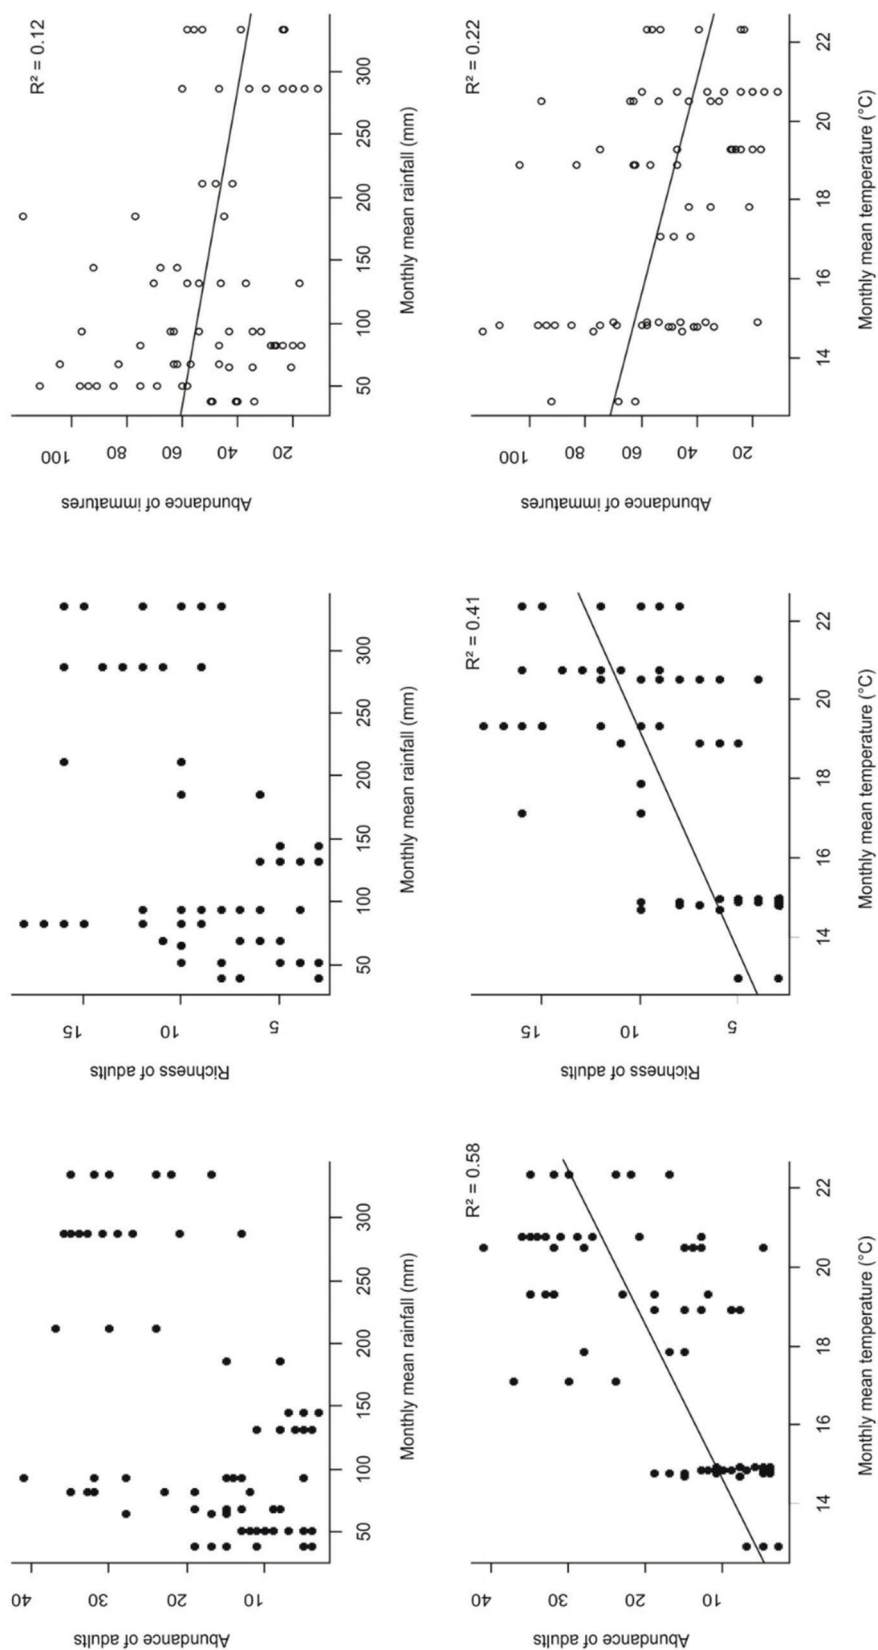 Abundance of adults
10 20 30 40
50 100 150 200 250 300
Monthly mean rainfall (mm)
Richness of adults
5 10 15
50 100 150 200 250 300
Monthly mean rainfall (mm)
R² = 0.12
Abundance of immatures
20 40 60 80 100
50 100 150 200 250 300
Monthly mean rainfall (mm)
R² = 0.58
Abundance of adults
10 20 30 40
14 16 18 20 22
Monthly mean temperature (°C)
R² = 0.41
Richness of adults
5 10 15
14 16 18 20 22
Monthly mean temperature (°C)
R² = 0.22
Abundance of immatures
20 40 60 80 100
14 16 18 20 22
Monthly mean temperature (°C)